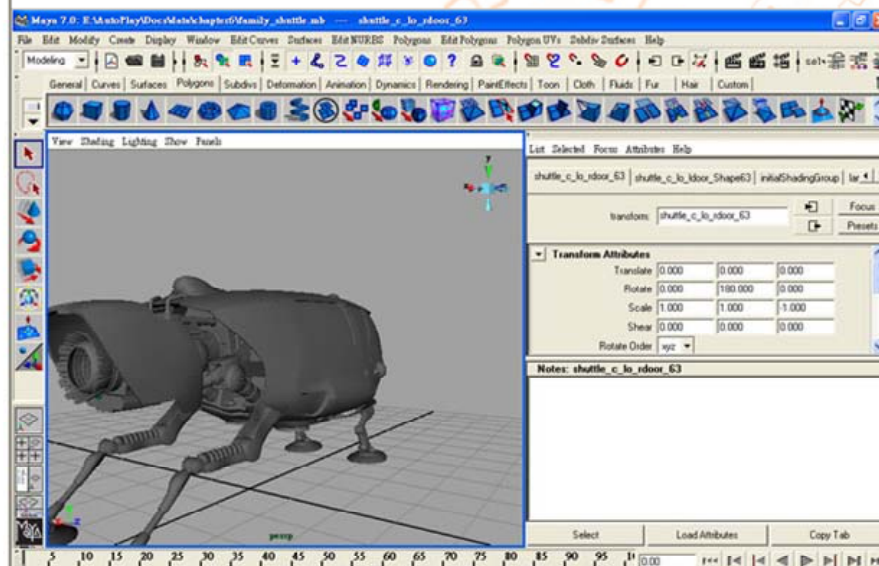 Maya 7.0: E:\AutoPlay\Docs\data\chapter6\family_shuttle.mb --- shuttle_c_lo_rdoor_63
File Edit Modify Create Display Window Edit Curves Surfaces Edit NURBS Polygons Edit Polygons Polygon UVs Subdiv Surfaces Help
Modeling sel
General Curves Surfaces Polygons Subdivs Deformation Animation Dynamics Rendering PaintEffects Toon Cloth Fluids Fur Hair Custom
View Shading Lighting Show Panels
List Selected Focus Attributes Help
shuttle_c_lo_rdoor_63 shuttle_c_lo_ldoor_Shape63 initialShadingGroup lar
transform: shuttle_c_lo_rdoor_63 Focus
Presets
Transform Attributes
Translate 0.000 0.000 0.000
Rotate 0.000 180.000 0.000
Scale 1.000 1.000 -1.000
Shear 0.000 0.000 0.000
Rotate Order xyz
Notes: shuttle_c_lo_rdoor_63
y
persp
Maya
Select Load Attributes Copy Tab
5 10 15 20 25 30 35 40 45 50 55 60 65 70 75 80 85 90 95 0.00